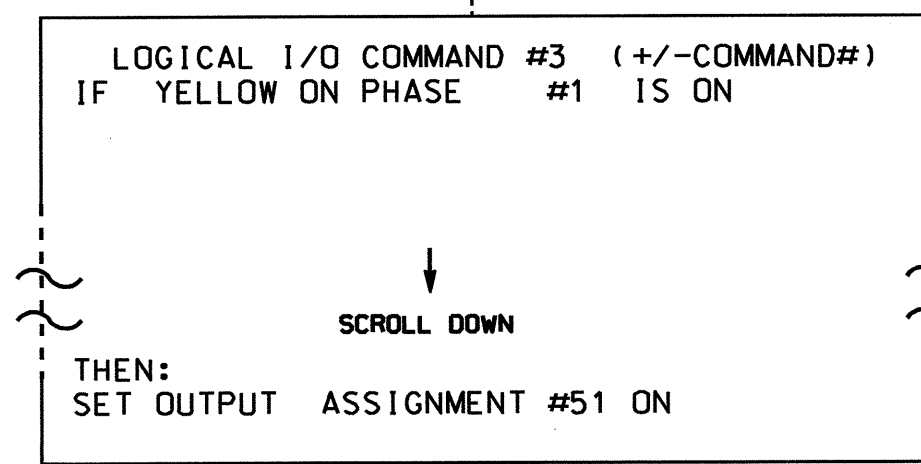 LOGICAL I/O COMMAND #3 (+/-COMMAND#)
IF YELLOW ON PHASE #1 IS ON
SCROLL DOWN
THEN:
SET OUTPUT ASSIGNMENT #51 ON